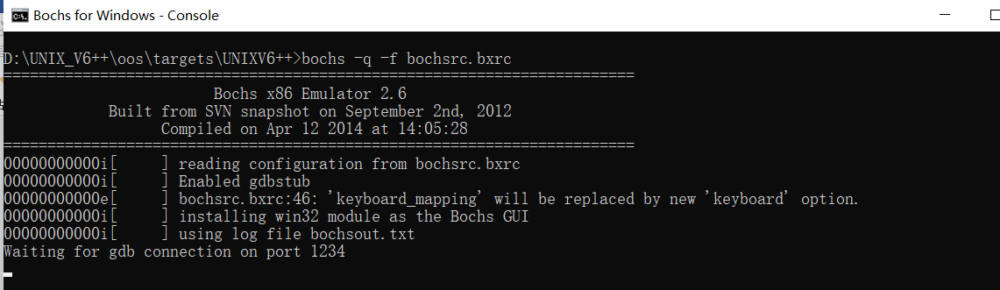 Bochs for Windows - Console
D:\UNIX_V6++\oos\targets\UNIXV6++>bochs -q -f bochsrc.bxrc
========================================================================
Bochs x86 Emulator 2.6
Built from SVN snapshot on September 2nd, 2012
Compiled on Apr 12 2014 at 14:05:28
========================================================================
00000000000i[     ] reading configuration from bochsrc.bxrc
00000000000i[     ] Enabled gdbstub
00000000000e[     ] bochsrc.bxrc:46: 'keyboard_mapping' will be replaced by new 'keyboard' option.
00000000000i[     ] installing win32 module as the Bochs GUI
00000000000i[     ] using log file bochsout.txt
Waiting for gdb connection on port 1234